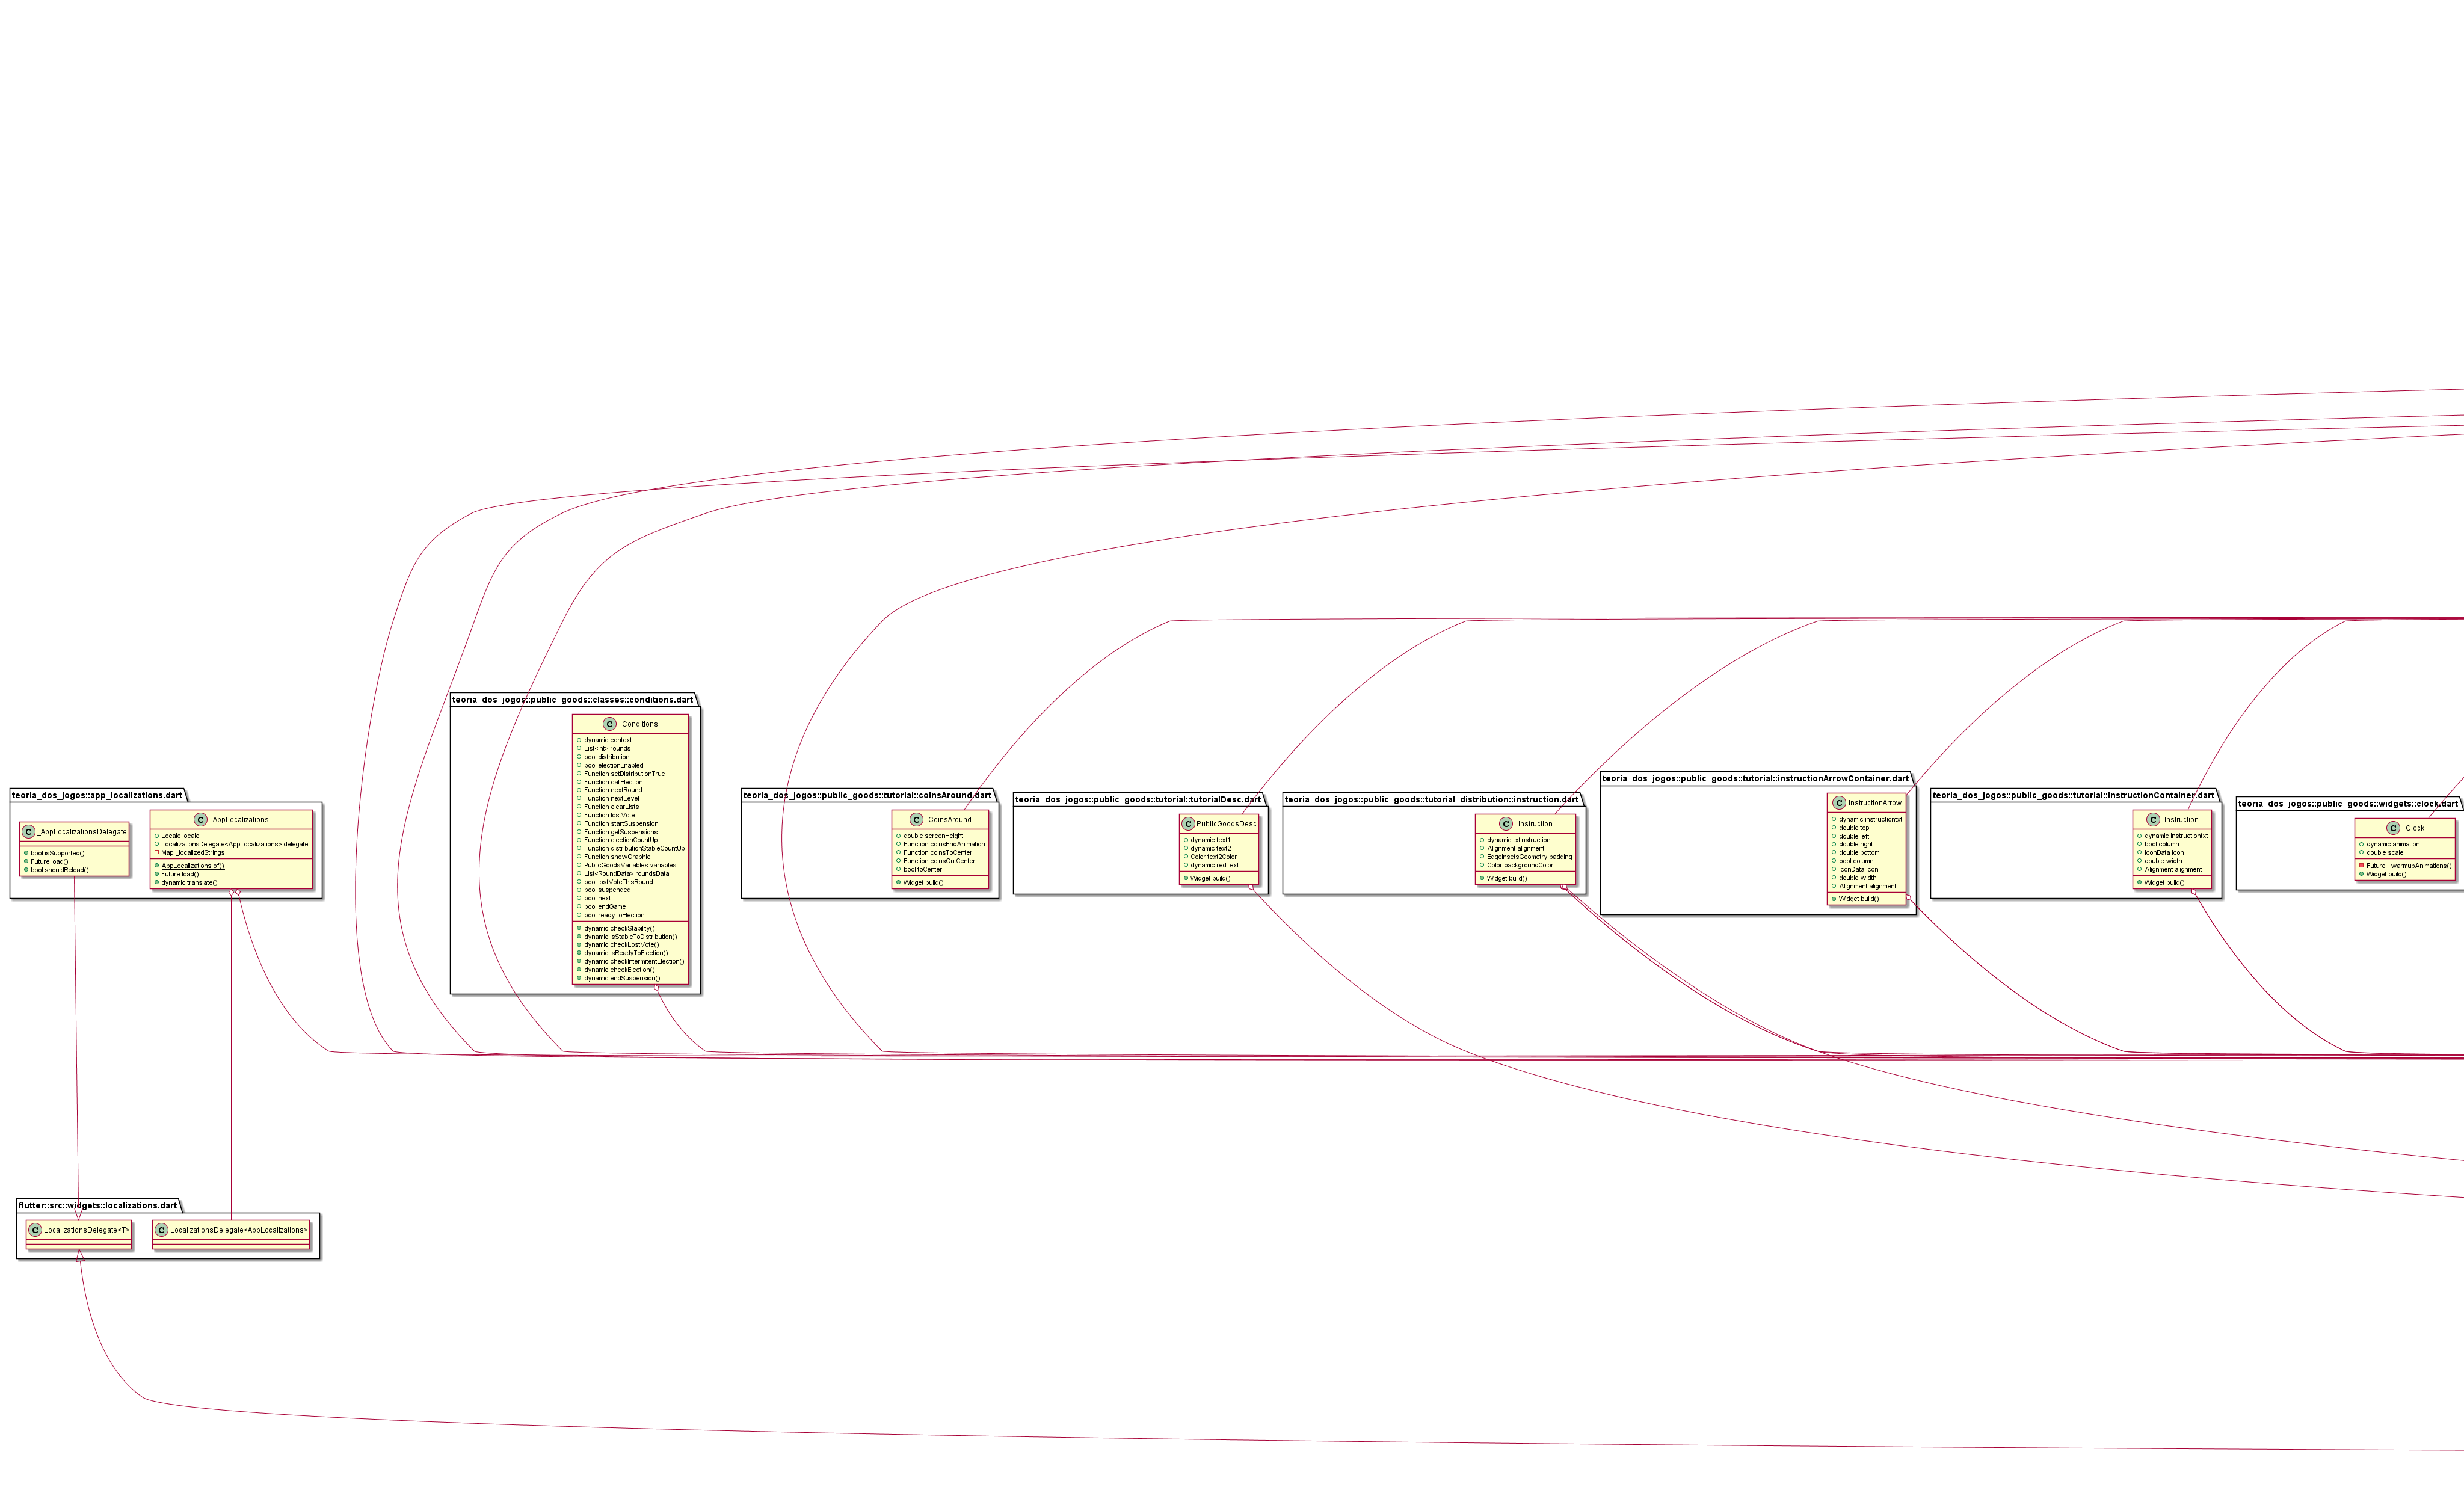 teoria_dos_jogos::public_goods::classes::conditions.dart
C Conditions
dynamic context
List<int> rounds
bool distribution
bool electionEnabled
Function setDistributionTrue
Function callElection
Function nextRound
Function nextLevel
Function clearLists
Function lostVote
Function startSuspension
Function getSuspensions
Function electionCountUp
Function distributionStableCountUp
Function showGraphic
PublicGoodsVariables variables
List<RoundData> roundsData
bool lostVoteThisRound
bool suspended
bool next
bool endGame
bool readyToElection
dynamic checkStability()
dynamic isStableToDistribution()
dynamic checkLostVote()
dynamic isReadyToElection()
dynamic checkIntermitentElection()
dynamic checkElection()
dynamic endSuspension()
teoria_dos_jogos::app_localizations.dart
C _AppLocalizationsDelegate
bool isSupported()
Future load()
bool shouldReload()
C AppLocalizations
Locale locale
LocalizationsDelegate<AppLocalizations> delegate
Map _localizedStrings
AppLocalizations of()
Future load()
dynamic translate()
teoria_dos_jogos::public_goods::tutorial::coinsAround.dart
C CoinsAround
double screenHeight
Function coinsEndAnimation
Function coinsToCenter
Function coinsOutCenter
bool toCenter
Widget build()
teoria_dos_jogos::public_goods::tutorial::tutorialDesc.dart
C PublicGoodsDesc
dynamic text1
dynamic text2
Color text2Color
dynamic redText
Widget build()
teoria_dos_jogos::public_goods::tutorial_distribution::instruction.dart
C Instruction
dynamic txtInstruction
Alignment alignment
EdgeInsetsGeometry padding
Color backgroundColor
Widget build()
teoria_dos_jogos::public_goods::tutorial::instructionArrowContainer.dart
C InstructionArrow
dynamic instructiontxt
double top
double left
double right
double bottom
bool column
IconData icon
double width
Alignment alignment
Widget build()
teoria_dos_jogos::public_goods::tutorial::instructionContainer.dart
C Instruction
dynamic instructiontxt
bool column
IconData icon
double width
Alignment alignment
Widget build()
teoria_dos_jogos::public_goods::widgets::clock.dart
C Clock
dynamic animation
double scale
Future _warmupAnimations()
Widget build()
flutter::src::widgets::localizations.dart
C LocalizationsDelegate<T>
C LocalizationsDelegate<AppLocalizations>